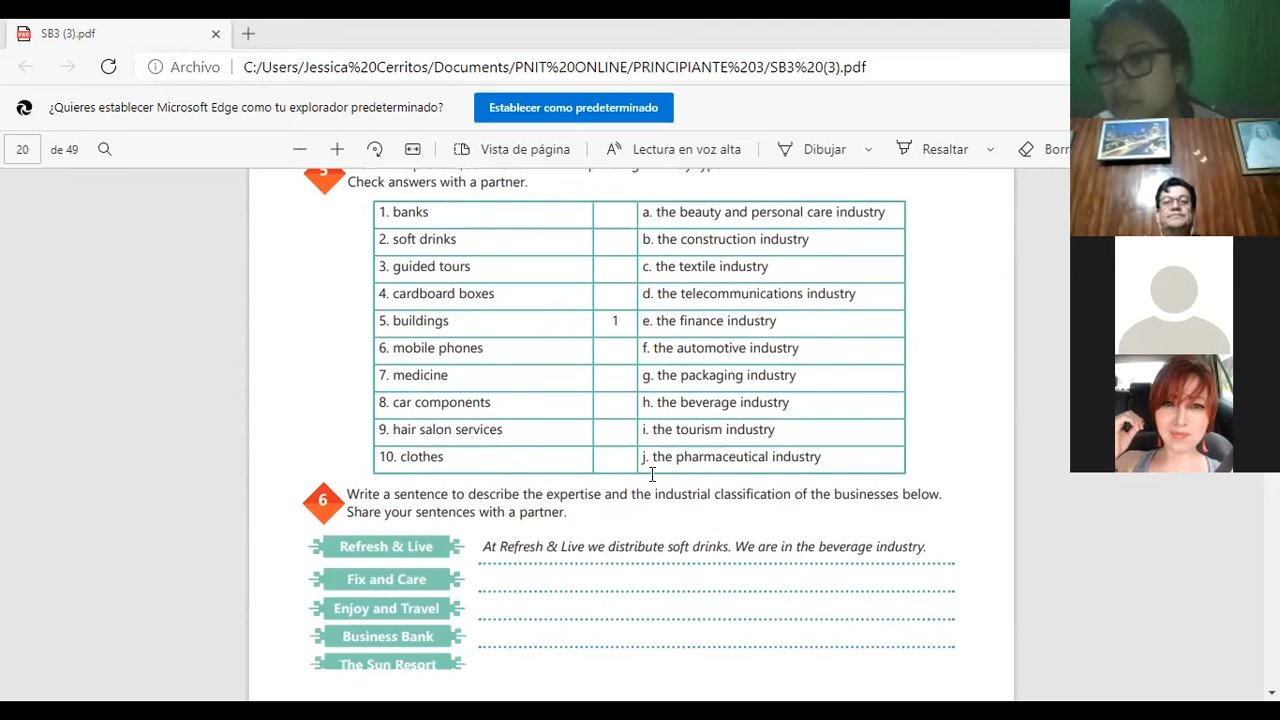 SB3 (3).pdf
Archivo
C:/Users/Jessica%20Cerritos/Documents/PNIT%20ONLINE/PRINCIPIANTE%203/SB3%20(3).pdf
¿Quieres establecer Microsoft Edge como tu explorador predeterminado?
Establecer como predeterminado
20 de 49
Vista de página
Lectura en voz alta
Dibujar
Resaltar
Borr
Check answers with a partner.
1. banks a. the beauty and personal care industry
2. soft drinks b. the construction industry
3. guided tours c. the textile industry
4. cardboard boxes d. the telecommunications industry
5. buildings 1 e. the finance industry
6. mobile phones f. the automotive industry
7. medicine g. the packaging industry
8. car components h. the beverage industry
9. hair salon services i. the tourism industry
10. clothes j. the pharmaceutical industry
6 Write a sentence to describe the expertise and the industrial classification of the businesses below.
Share your sentences with a partner.
Refresh & Live At Refresh & Live we distribute soft drinks. We are in the beverage industry.
Fix and Care
Enjoy and Travel
Business Bank
The Sun Resort